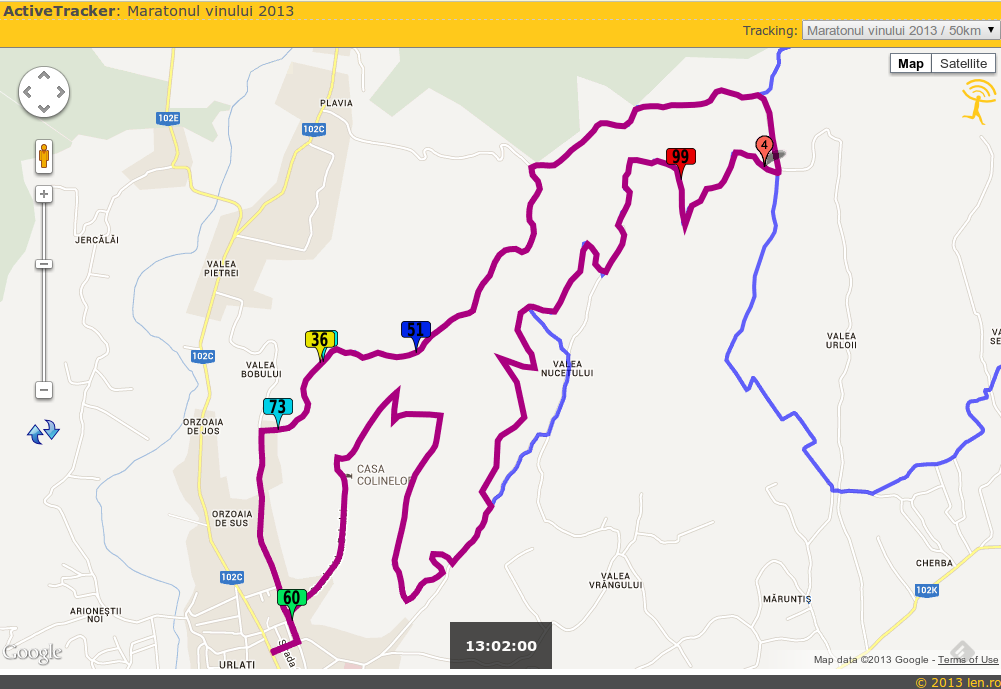 ActiveTracker: Maratonul vinului 2013
Tracking: Maratonul vinului 2013 / 50km
Map Satellite
PLAVIA
102E
102C
4
99
JERCĂLĂI
VALEA
PIETREI
51
36
VALEA
URLOII
102C
VALEA
BOBULUI
VALEA
NUCETULUI
73
ORZOAIA
DE JOS
CASA
COLINELOR
ORZOAIA
DE SUS
CHERBA
102C
VALEA
VRÂNGULUI
102K
60
MĂRUNȚIȘ
ARIONEȘTII
NOI
13:02:00
Google
URLAȚI
Map data ©2013 Google - Terms of Use
© 2013 len.ro